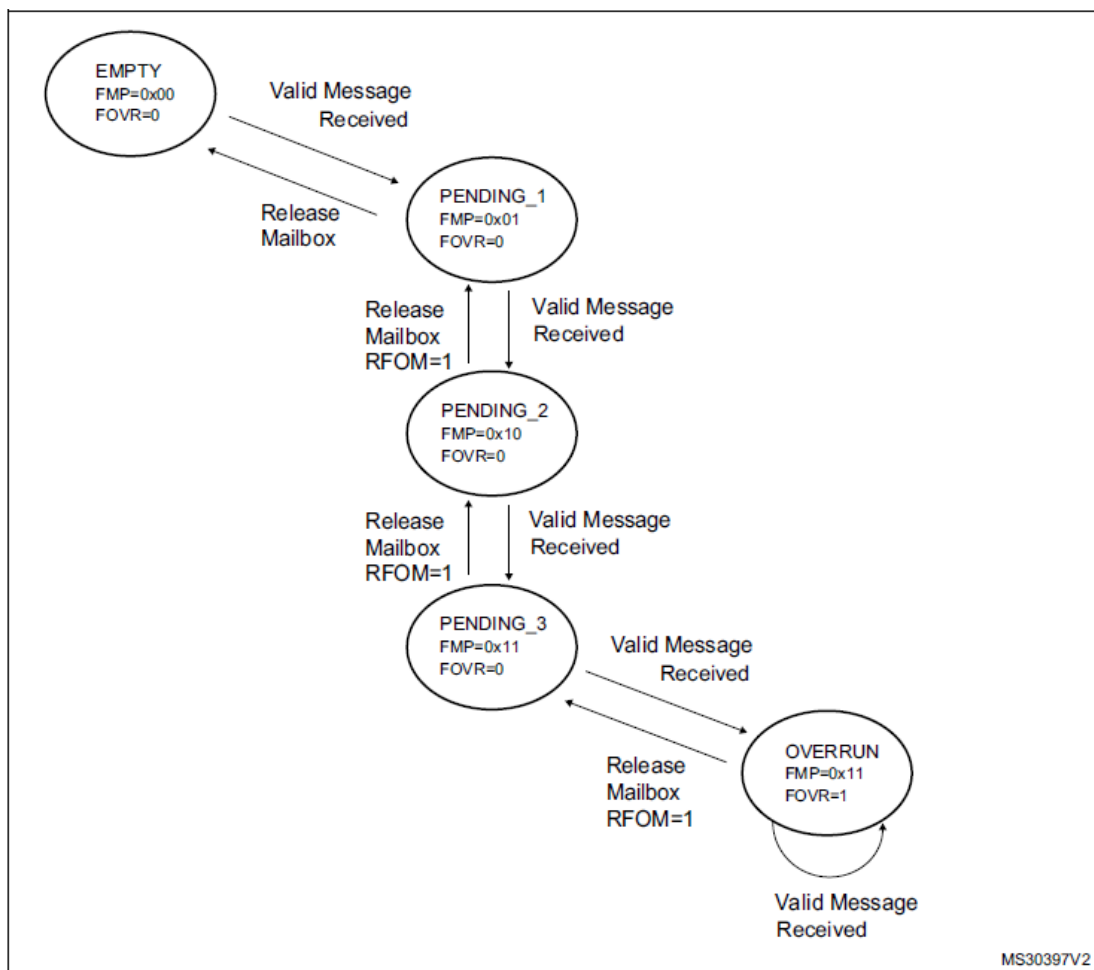 EMPTY
FMP=0x00
FOVR=0
Valid Message
Received
Release
Mailbox
PENDING_1
FMP=0x01
FOVR=0
Release
Mailbox
RFOM=1
Valid Message
Received
PENDING_2
FMP=0x10
FOVR=0
Release
Mailbox
RFOM=1
Valid Message
Received
PENDING_3
FMP=0x11
FOVR=0
Valid Message
Received
Release
Mailbox
RFOM=1
OVERRUN
FMP=0x11
FOVR=1
Valid Message
Received
MS30397V2